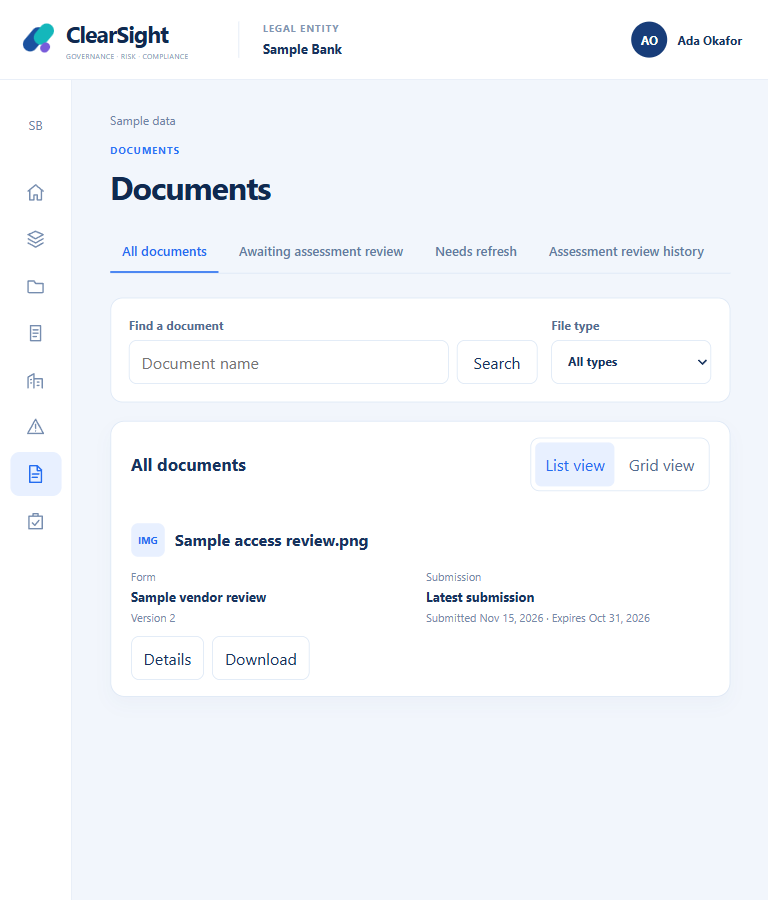 ClearSight
GOVERNANCE · RISK · COMPLIANCE
LEGAL ENTITY
Sample Bank
AO
Ada Okafor
SB
Sample data
DOCUMENTS
Documents
All documents
Awaiting assessment review
Needs refresh
Assessment review history
Find a document
File type
Document name
Search
All types
All documents
List view
Grid view
IMG
Sample access review.png
Form
Submission
Sample vendor review
Latest submission
Version 2
Submitted Nov 15, 2026 · Expires Oct 31, 2026
Details
Download